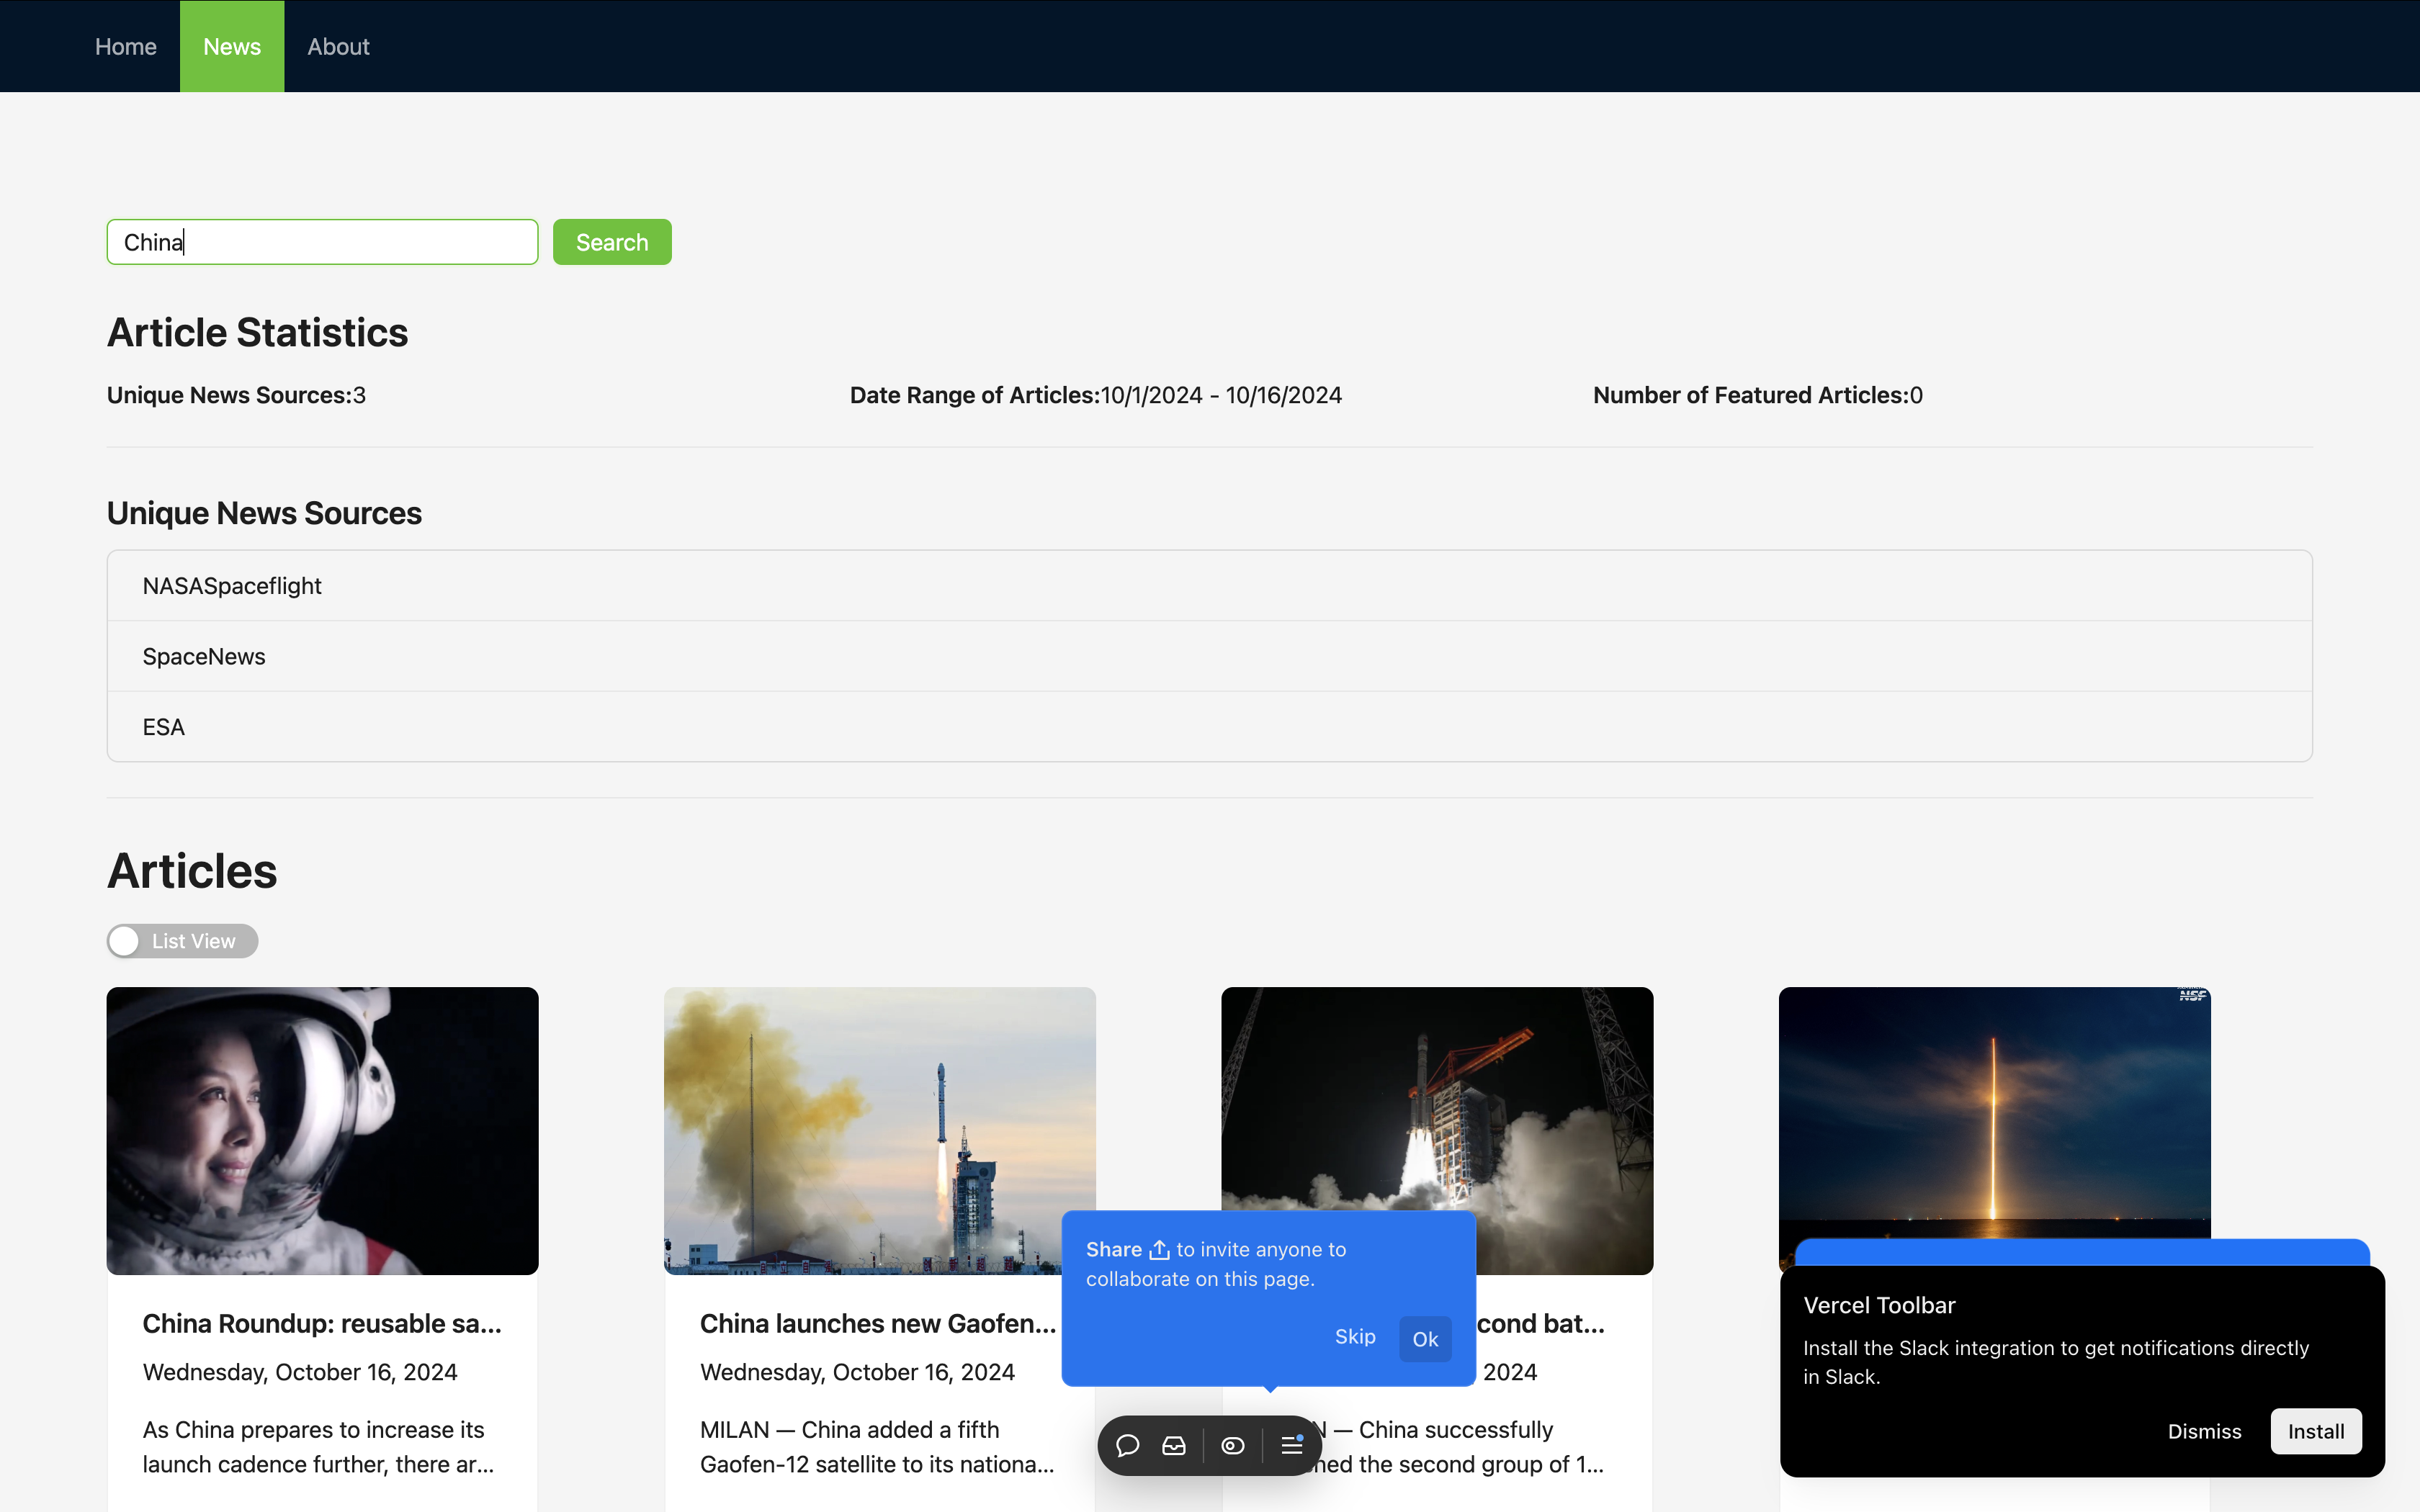 Home News About
China Search
Article Statistics
Unique News Sources:3 Date Range of Articles:10/1/2024 - 10/16/2024 Number of Featured Articles:0
Unique News Sources
NASASpaceflight
SpaceNews
ESA
Articles
List View
NSF
China Roundup: reusable sa...
Wednesday, October 16, 2024
As China prepares to increase its
launch cadence further, there ar...
China launches new Gaofen...
Wednesday, October 16, 2024
MILAN — China added a fifth
Gaofen-12 satellite to its nationa...
cond bat...
2024
N — China successfully
hed the second group of 1...
Share to invite anyone to
collaborate on this page.
Skip Ok
Vercel Toolbar
Install the Slack integration to get notifications directly
in Slack.
Dismiss Install